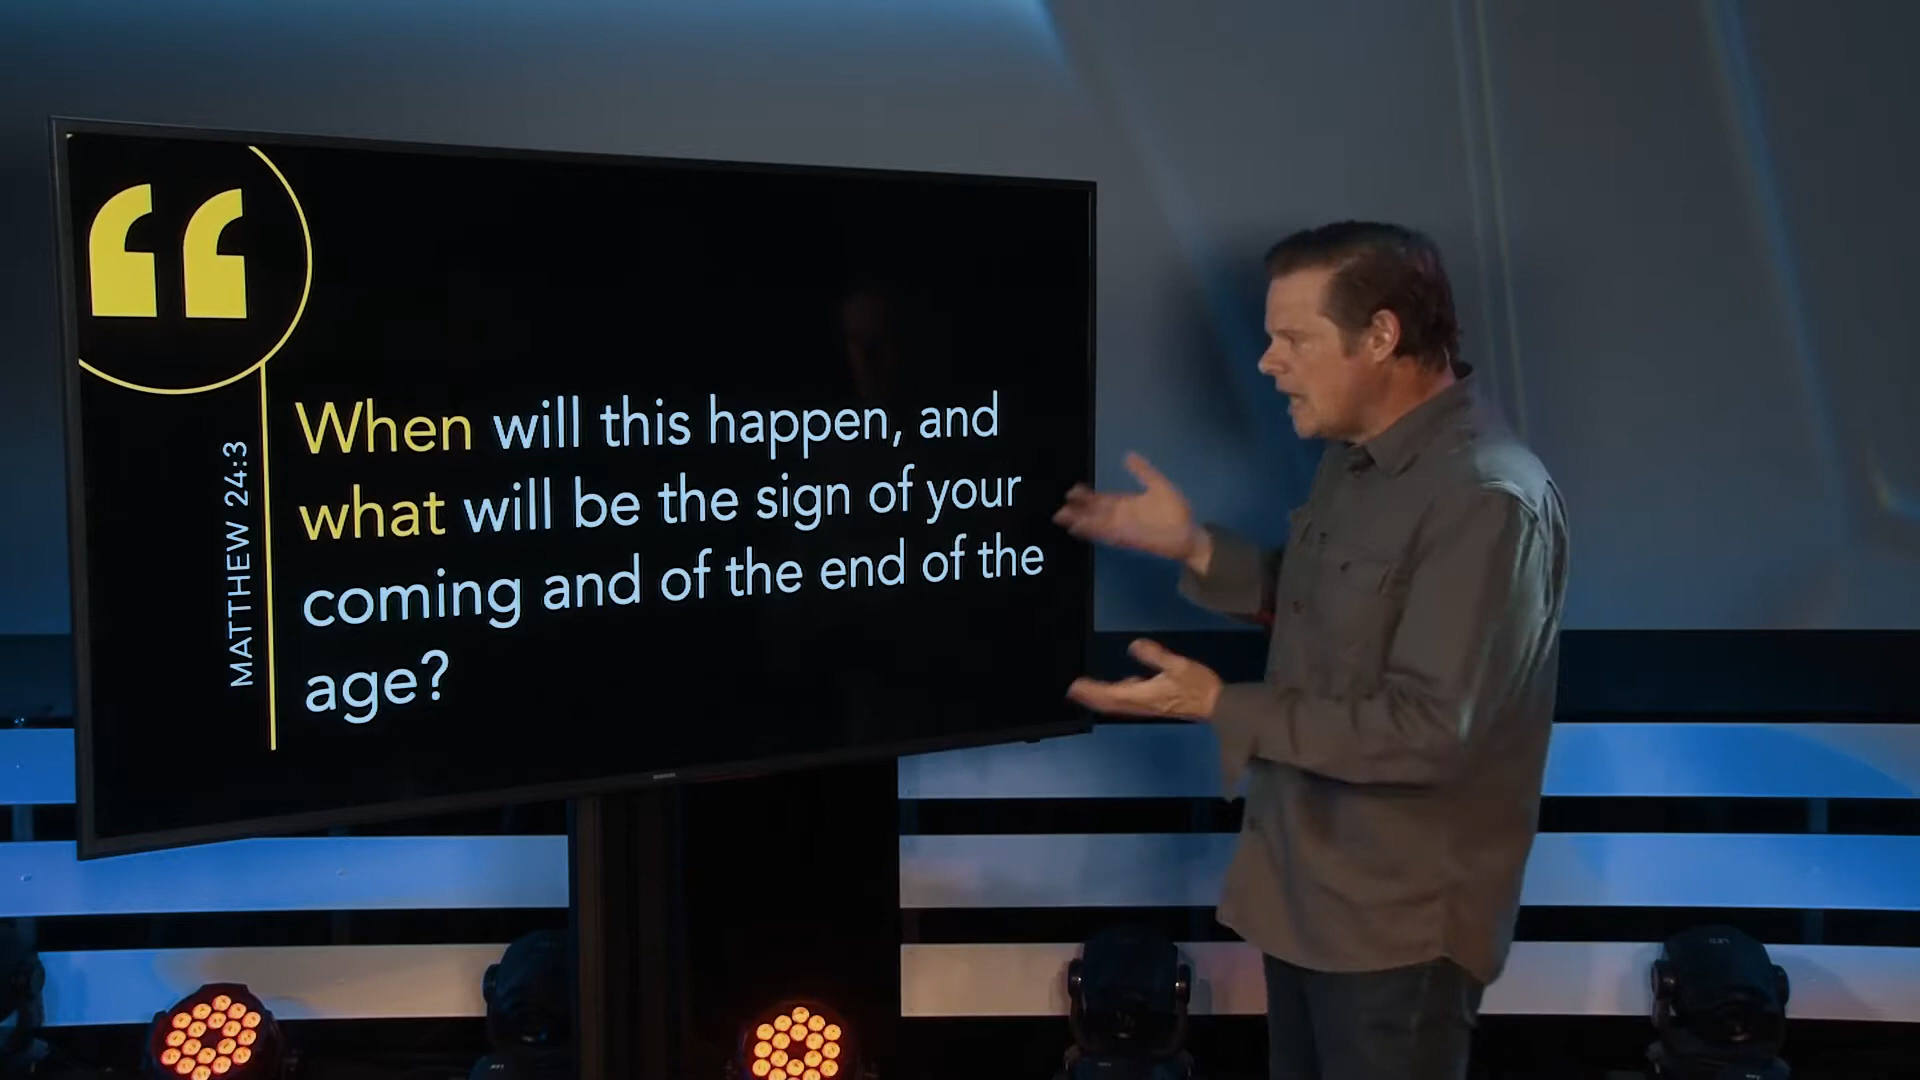 MATTHEW 24:3
When will this happen, and
what will be the sign of your
coming and of the end of the
age?